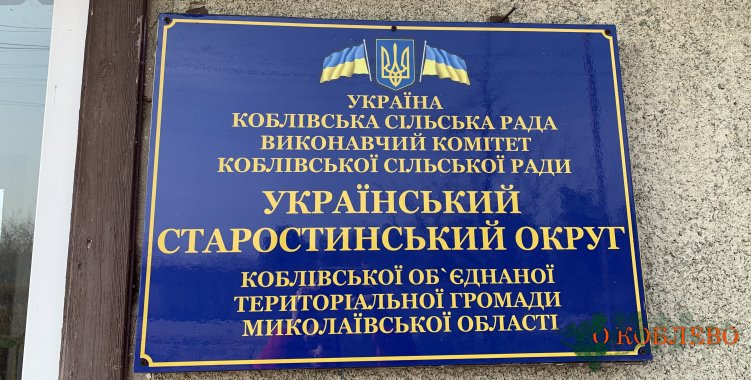 УКРАЇНА
КОБЛІВСЬКА СІЛЬСЬКА РАДА
ВИКОНАВЧИЙ КОМІТЕТ
КОБЛІВСЬКОЇ СІЛЬСЬКОЇ РАДИ
УКРАЇНСЬКИЙ
СТАРОСТИНСЬКИЙ ОКРУГ
КОБЛІВСЬКОЇ ОБ`ЄДНАНОЇ
ТЕРИТОРІАЛЬНОЇ ГРОМАДИ
МИКОЛАЇВСЬКОЇ ОБЛАСТІ
О КОБЛЕВО